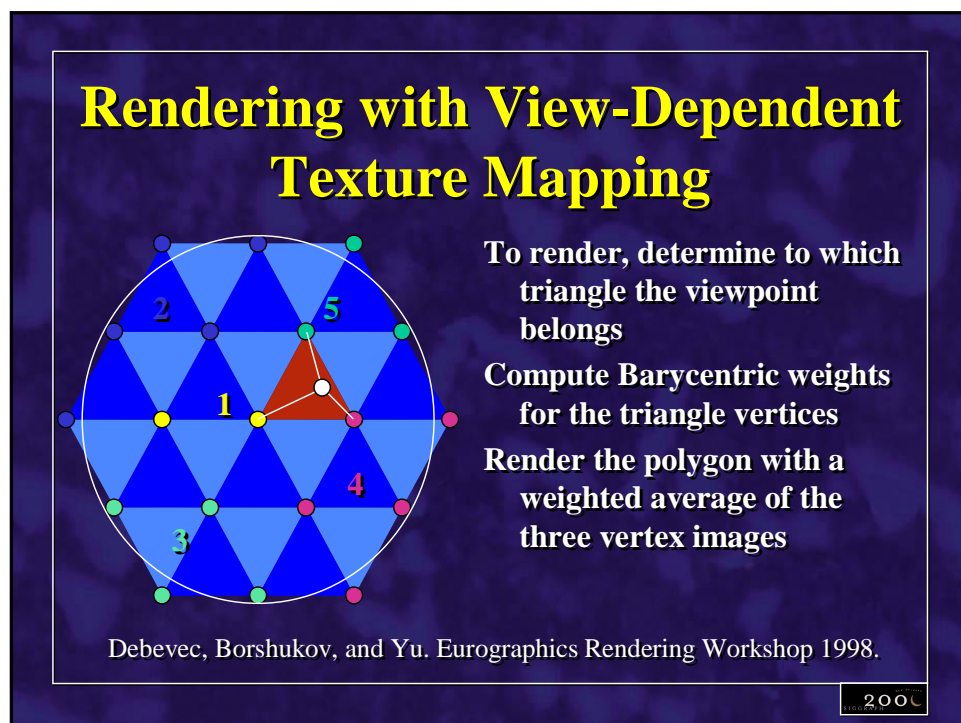 Rendering with View-Dependent
Texture Mapping
2
5
1
4
3
To render, determine to which
triangle the viewpoint
belongs
Compute Barycentric weights
for the triangle vertices
Render the polygon with a
weighted average of the
three vertex images
Debevec, Borshukov, and Yu. Eurographics Rendering Workshop 1998.
SIGGRAPH